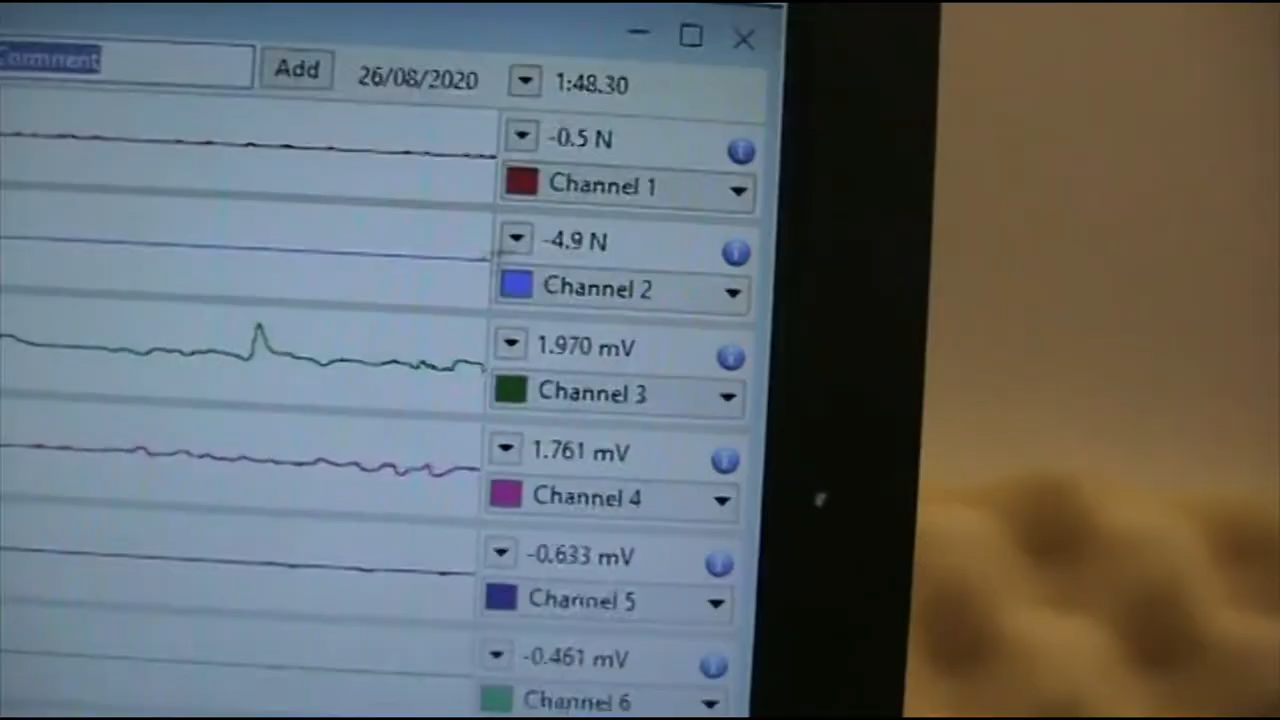 Comment Add 26/08/2020 1:48.30
-0.5 N
Channel 1
-4.9 N
Channel 2
1.970 mV
Channel 3
1.761 mV
Channel 4
-0.633 mV
Channel 5
-0.461 mV
Channel 6